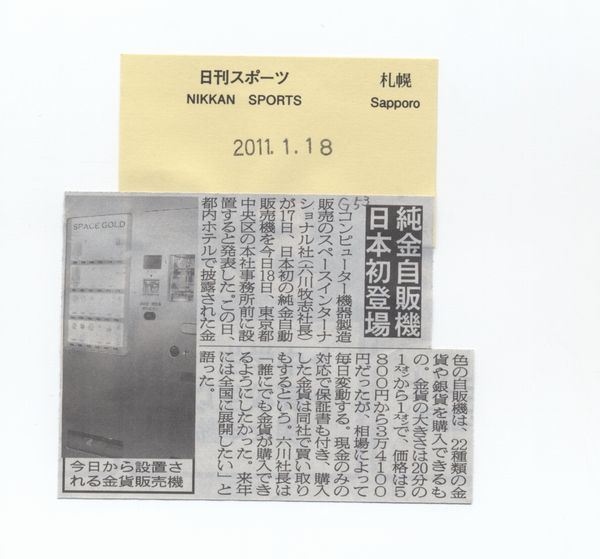 日刊スポーツ
NIKKAN SPORTS
札幌
Sapporo
2011.1.18
G53
純金自販機
日本初登場
コンピューター機器製造
販売のスペースインターナ
ショナル社(六川牧志社長)
が17日、日本初の純金自動
販売機を今日18日、東京都
中央区の本社事務所前に設
置すると発表した。この日、
都内ホテルで披露された金
色の自販機は、22種類の金
貨や銀貨を購入できるも
の。金貨の大きさは20分の
1オンスから1オンスで、価格は5
800円から3万4100
円だったが、相場によって
毎日変動する。現金のみの
対応で保証書も付き、購入
した金貨は同社で買い取り
もするという。六川社長は
「誰にでも金貨が購入でき
るようにしたかった。来年
には全国に展開したい」と
語った。
SPACE GOLD
今日から設置さ
れる金貨販売機